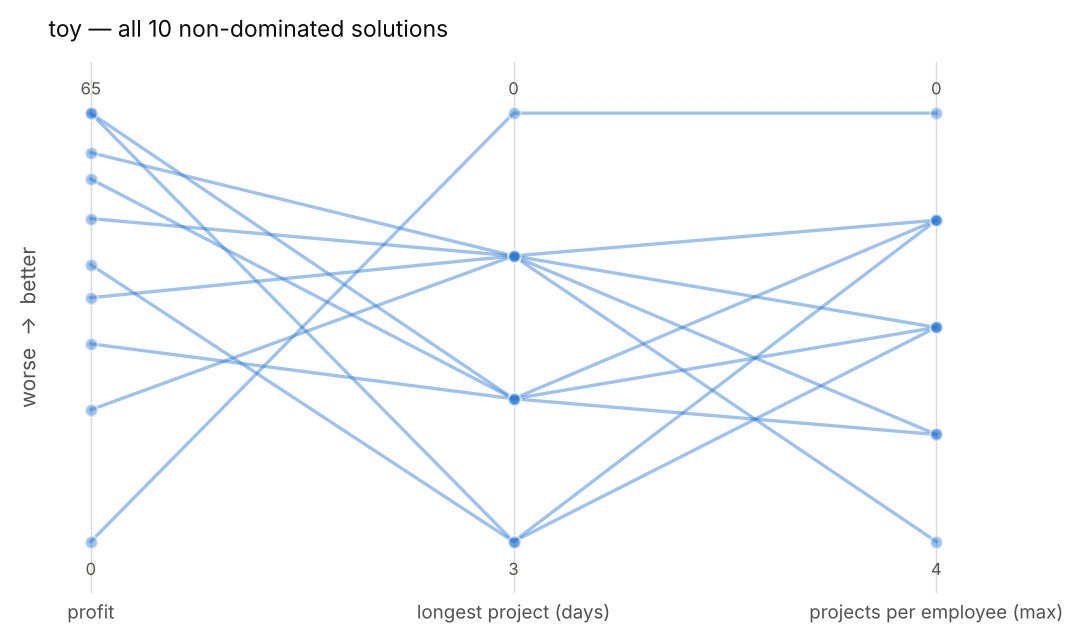 toy — all 10 non-dominated solutions
65
0
0
worse → better
0
3
4
profit
longest project (days)
projects per employee (max)